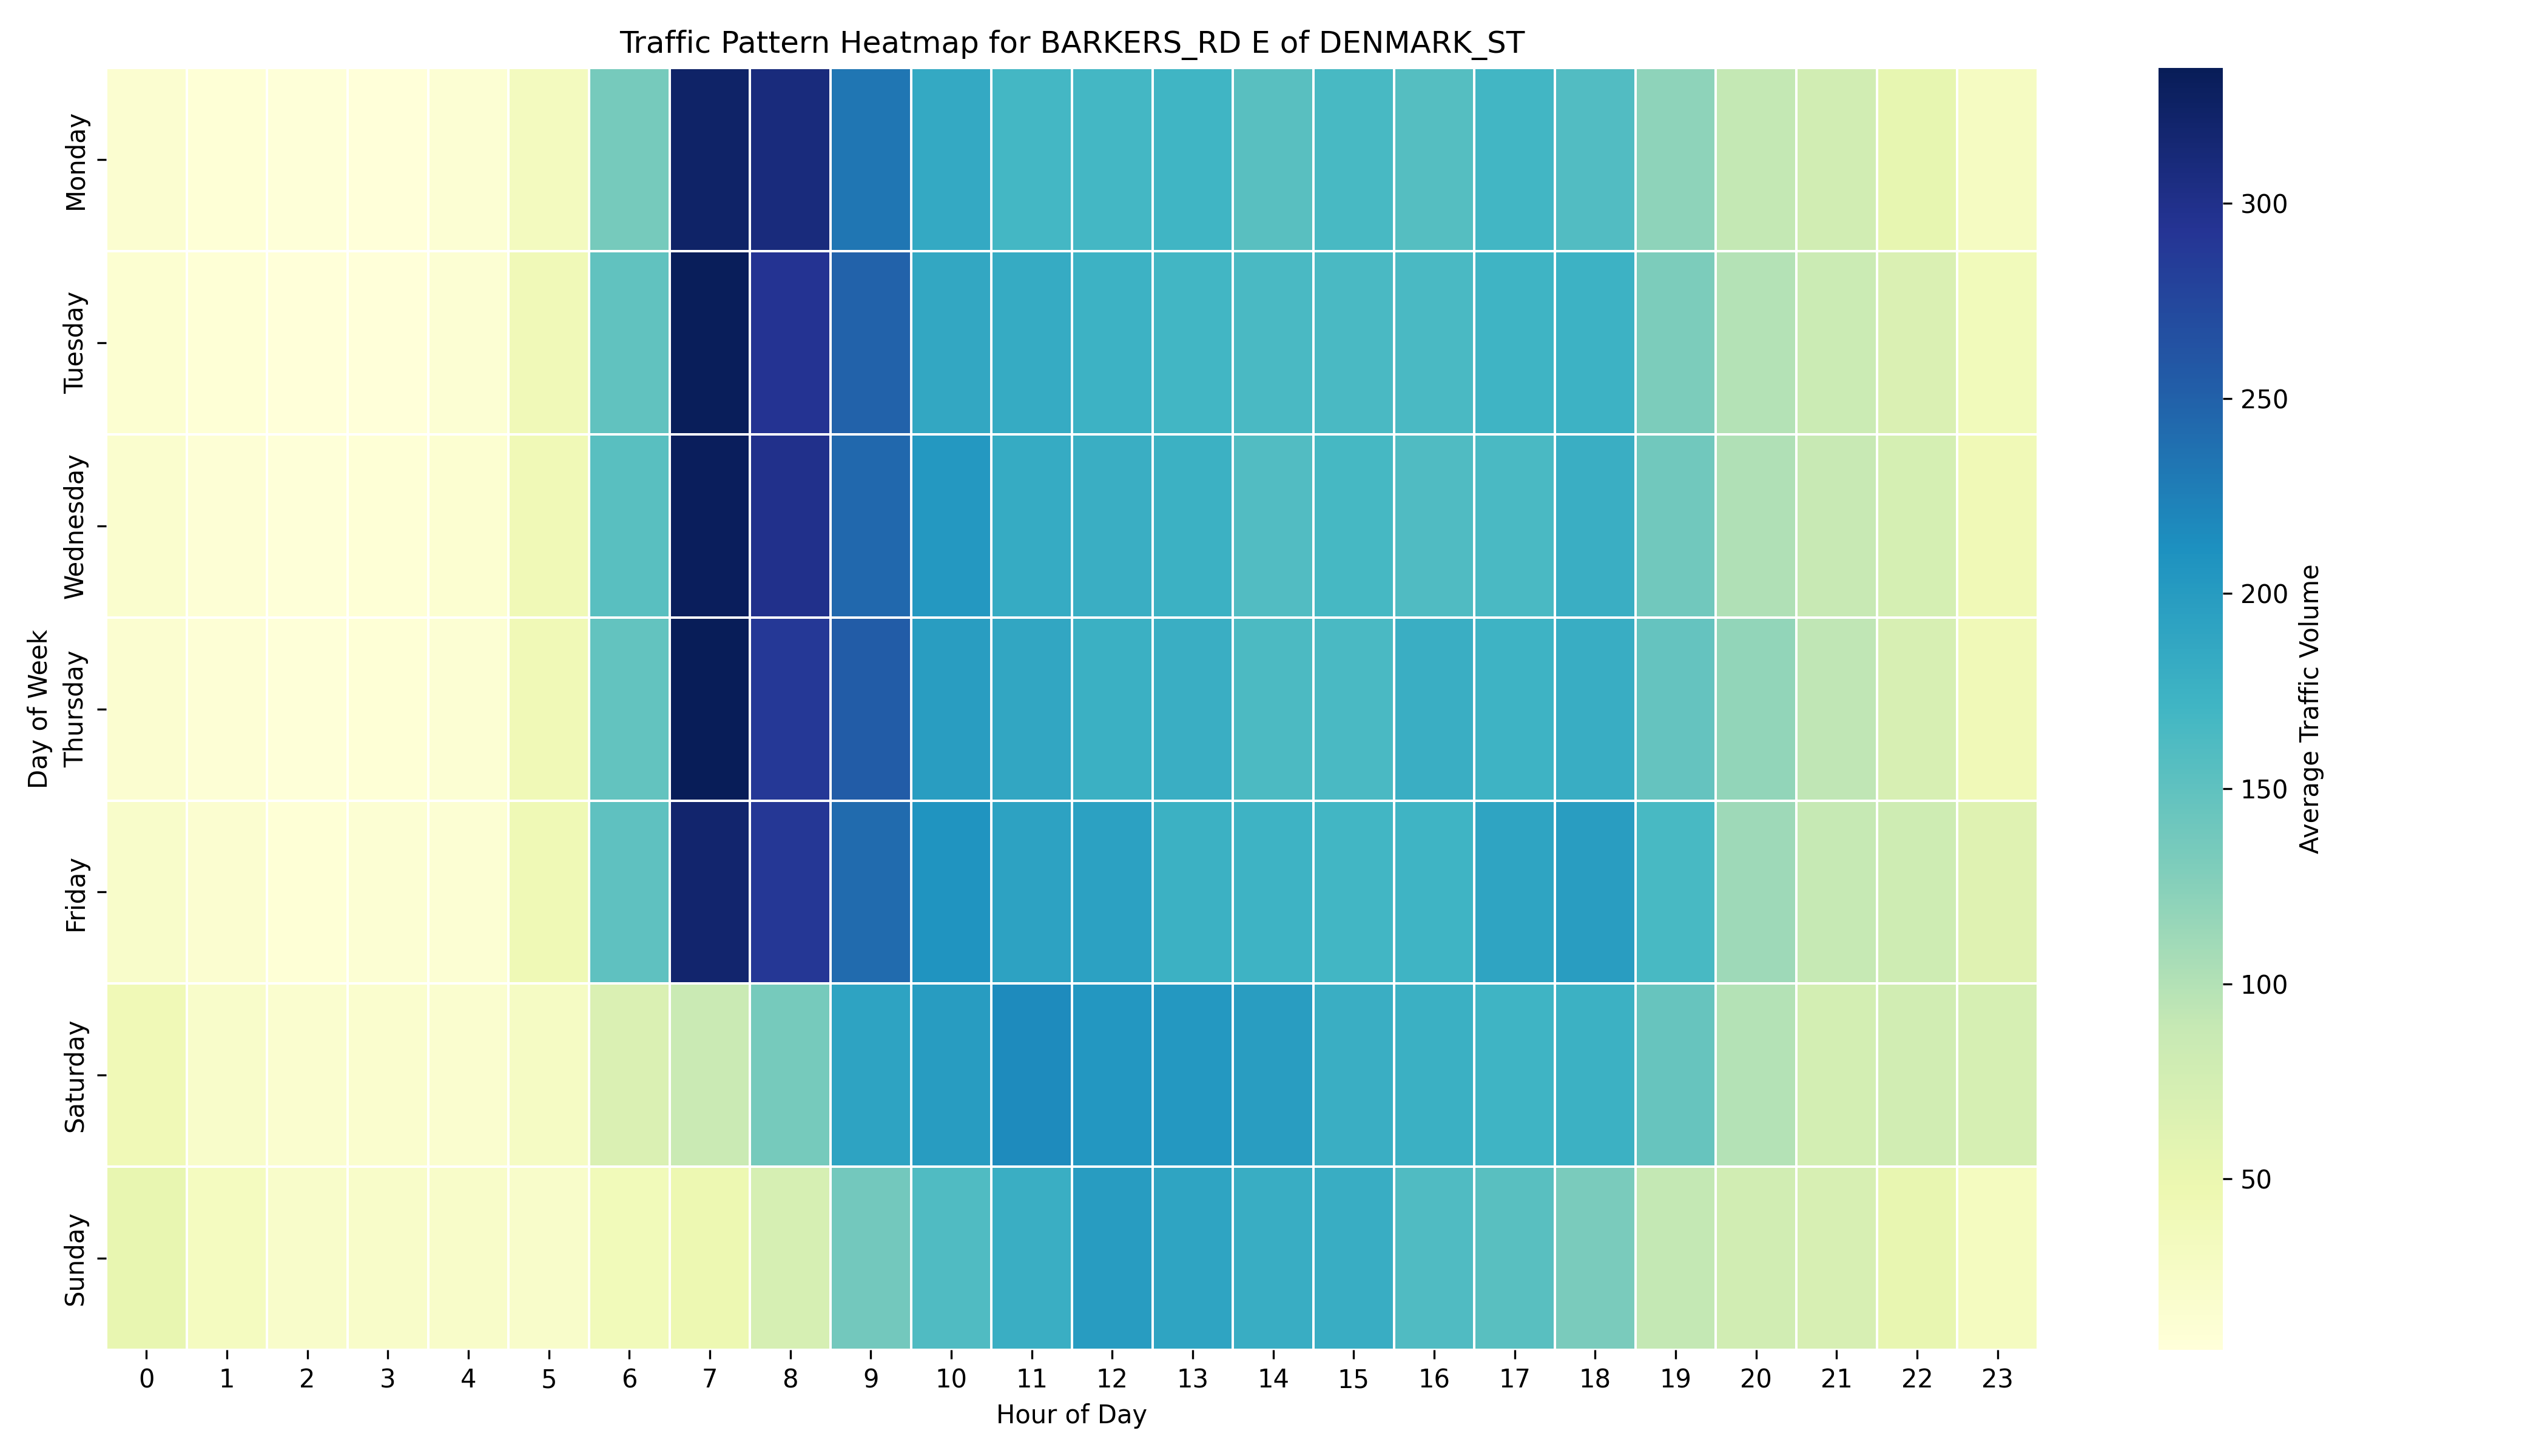 Traffic Pattern Heatmap for BARKERS_RD E of DENMARK_ST
Day of Week
Monday
Tuesday
Wednesday
Thursday
Friday
Saturday
Sunday
0 1 2 3 4 5 6 7 8 9 10 11 12 13 14 15 16 17 18 19 20 21 22 23
Hour of Day
300
250
200
150
100
50
Average Traffic Volume